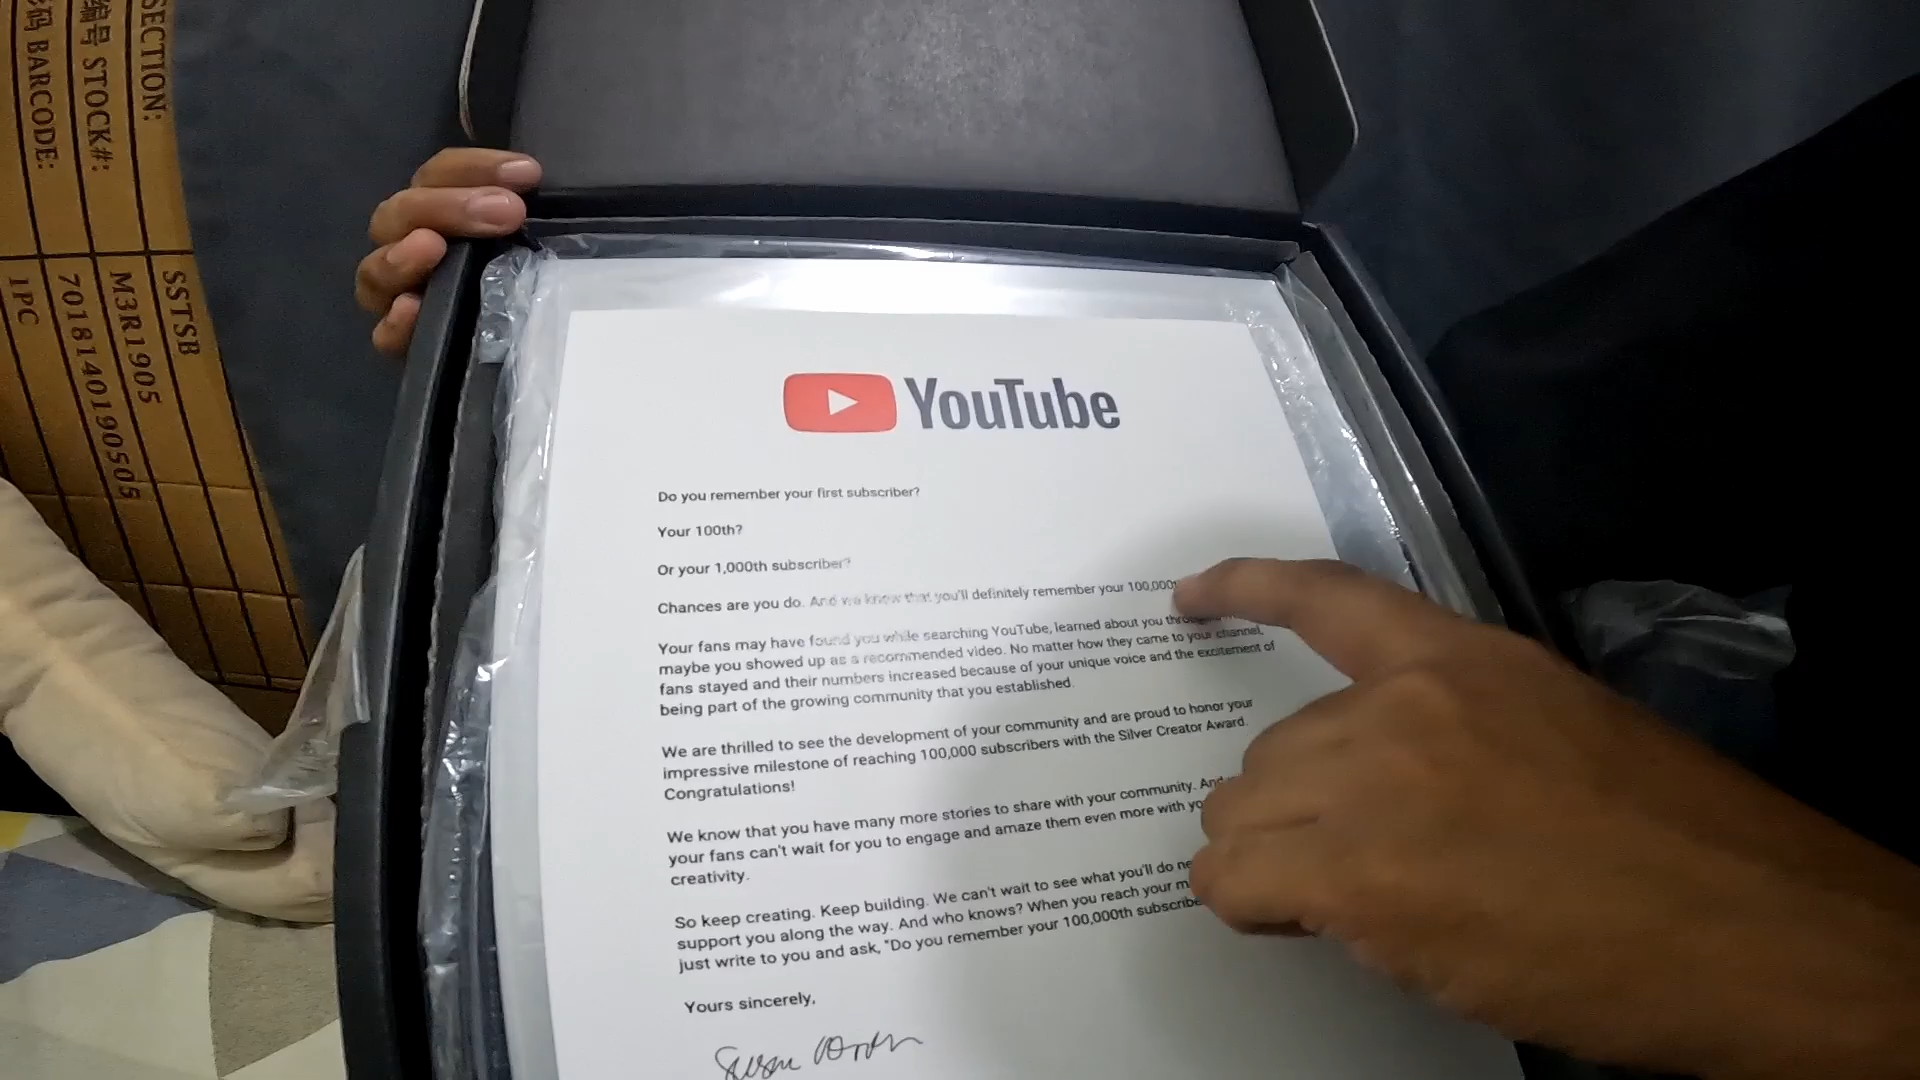 SECTION:
编号 STOCK#:
码 BARCODE:
SSTSB
M3R1905
7018140190505
1PC
YouTube
Do you remember your first subscriber?
Your 100th?
Or your 1,000th subscriber?
Chances are you do. And we know that you'll definitely remember your 100,000
Your fans may have found you while searching YouTube, learned about you
maybe you showed up as a recommended video. No matter how they came to your channel,
fans stayed and their numbers increased because of your unique voice and the excitement of
being part of the growing community that you established.
We are thrilled to see the development of your community and are proud to honor your
impressive milestone of reaching 100,000 subscribers with the Silver Creator Award.
Congratulations!
We know that you have many more stories to share with your community. And
your fans can't wait for you to engage and amaze them even more with
creativity.
So keep creating. Keep building. We can't wait to see what you'll do
support you along the way. And who knows? When you reach your
just write to you and ask, "Do you remember your 100,000th
Yours sincerely,